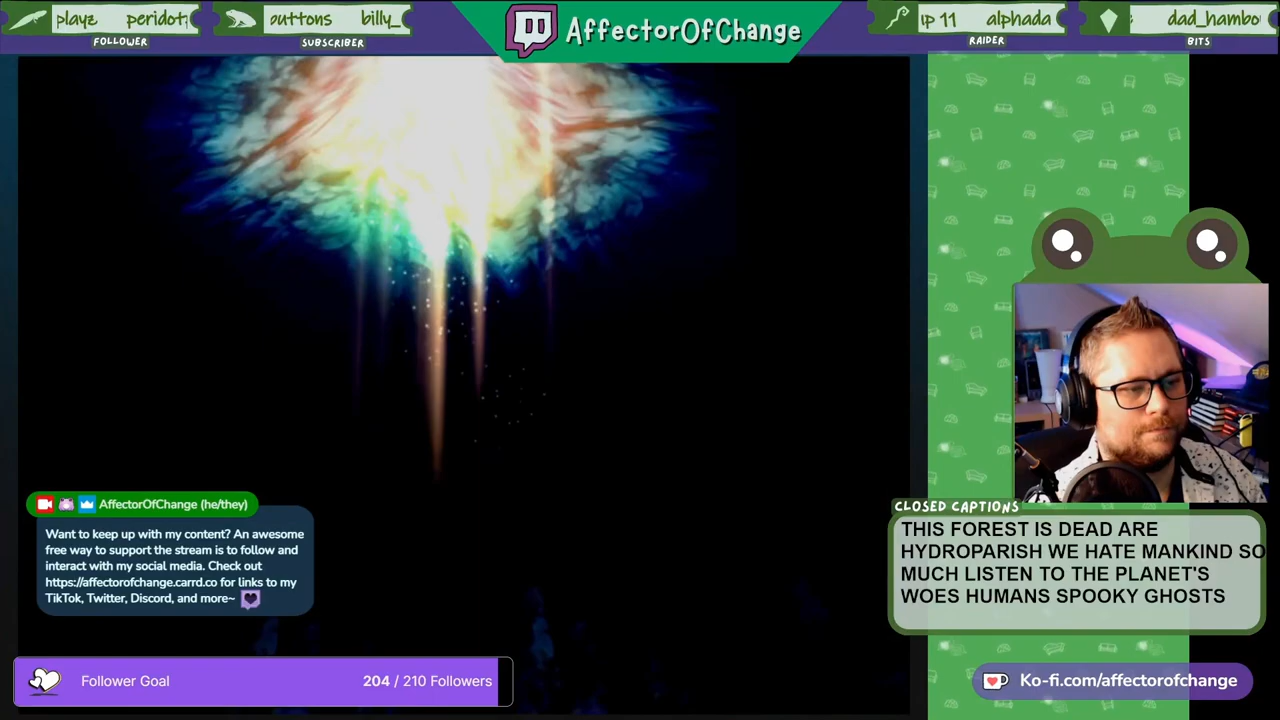 playz peridot
FOLLOWER
buttons billy_
SUBSCRIBER
AffectorOfChange
ıp 11 alphada
RAIDER
dad_hambo
BITS
AffectorOfChange (he/they)
Want to keep up with my content? An awesome
free way to support the stream is to follow and
interact with my social media. Check out
https://affectorofchange.carrd.co for links to my
TikTok, Twitter, Discord, and more~
CLOSED CAPTIONS
THIS FOREST IS DEAD ARE
HYDROPARISH WE HATE MANKIND SO
MUCH LISTEN TO THE PLANET'S
WOES HUMANS SPOOKY GHOSTS
Follower Goal 204 / 210 Followers
Ko-fi.com/affectorofchange